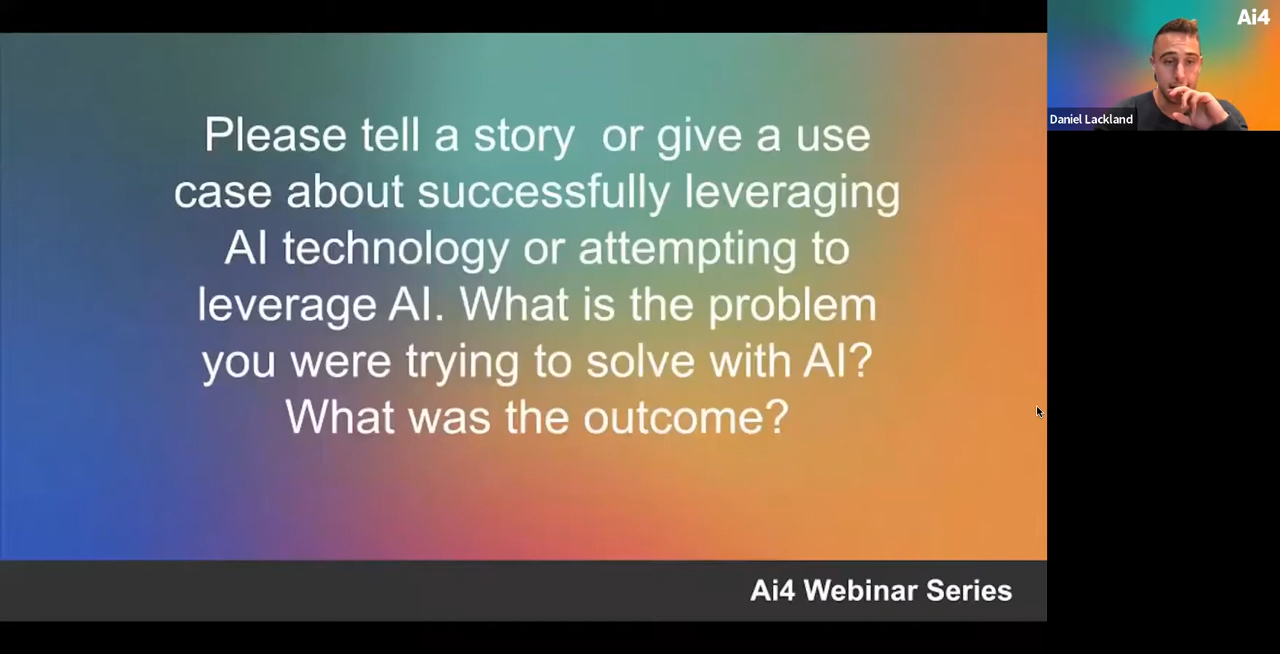 Please tell a story  or give a use
case about successfully leveraging
AI technology or attempting to
leverage AI. What is the problem
you were trying to solve with AI?
What was the outcome?
Ai4 Webinar Series
Ai4
Daniel Lackland